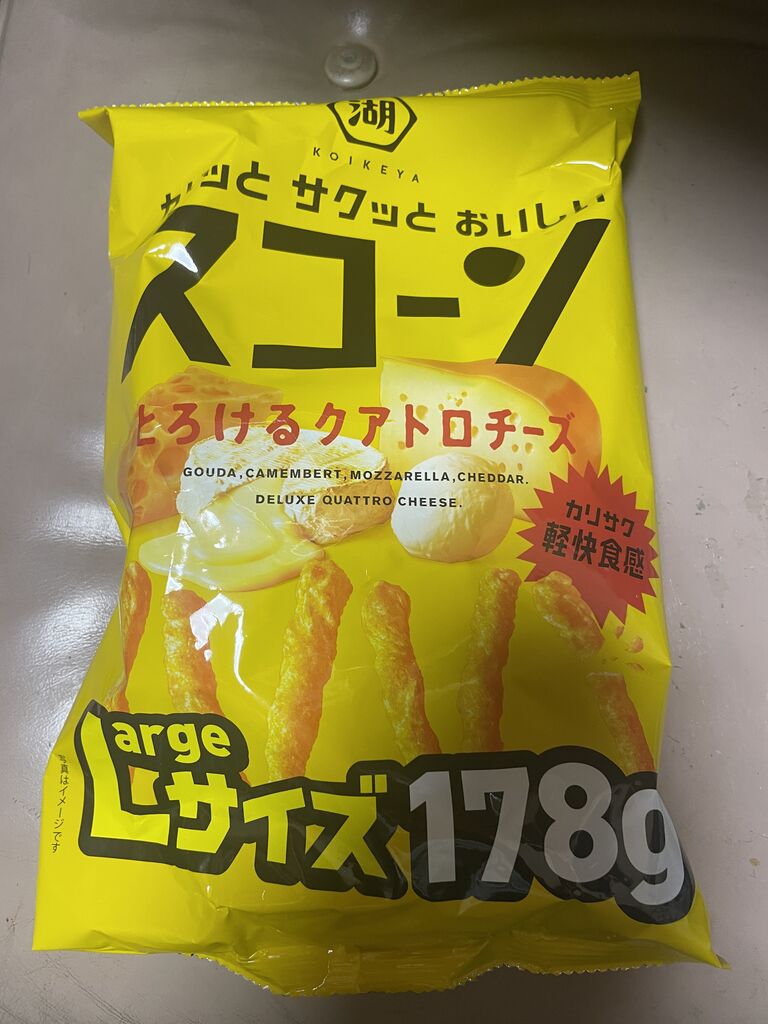 湖
KOIKEYA
カリッと サクッと おいしい
スコーン
とろけるクアトロチーズ
GOUDA,CAMEMBERT,MOZZARELLA,CHEDDAR.
DELUXE QUATTRO CHEESE.
カリサク
軽快食感
Large
Lサイズ 178g
写真はイメージです